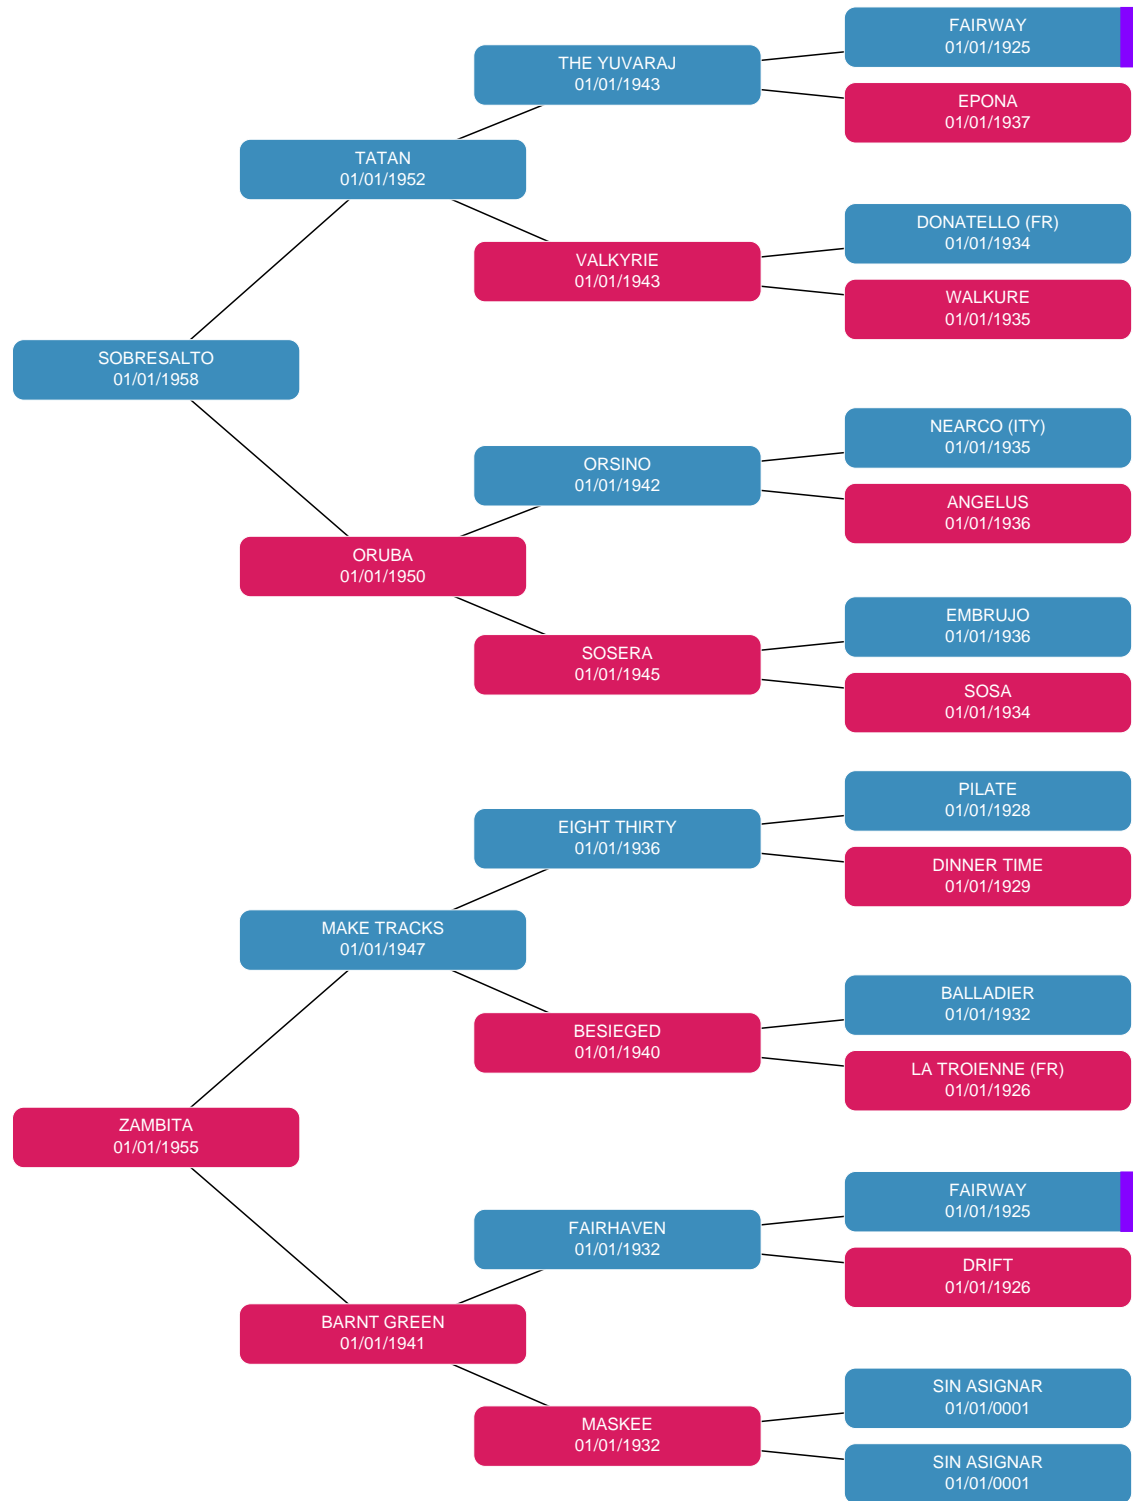 FAIRWAY
01/01/1925
THE YUVARAJ
01/01/1943
EPONA
01/01/1937
TATAN
01/01/1952
DONATELLO (FR)
01/01/1934
VALKYRIE
01/01/1943
WALKURE
01/01/1935
SOBRESALTO
01/01/1958
NEARCO (ITY)
01/01/1935
ORSINO
01/01/1942
ANGELUS
01/01/1936
ORUBA
01/01/1950
EMBRUJO
01/01/1936
SOSERA
01/01/1945
SOSA
01/01/1934
PILATE
01/01/1928
EIGHT THIRTY
01/01/1936
DINNER TIME
01/01/1929
MAKE TRACKS
01/01/1947
BALLADIER
01/01/1932
BESIEGED
01/01/1940
LA TROIENNE (FR)
01/01/1926
ZAMBITA
01/01/1955
FAIRWAY
01/01/1925
FAIRHAVEN
01/01/1932
DRIFT
01/01/1926
BARNT GREEN
01/01/1941
SIN ASIGNAR
01/01/0001
MASKEE
01/01/1932
SIN ASIGNAR
01/01/0001